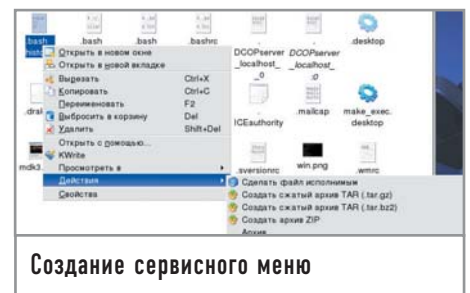 .bash
.bash
.bash
.bashrc
DCOPserver
_localhost_
_0
DCOPserver
_localhost_
:0
.desktop
Открыть в новом окне
Открыть в новой вкладке
Вырезать Ctrl+X
Копировать Ctrl+C
Переименовать F2
Выбросить в корзину Del
Удалить Shift+Del
Открыть с помощью...
KWrite
Просмотреть в
Действия
Свойства
ICEauthority
.mailcap
make_exec.
desktop
.sversionrc
win.png
.wmrc
Сделать файл исполнимым
Создать сжатый архив TAR (.tar.gz)
Создать сжатый архив TAR (.tar.bz2)
Создать архив ZIP
Архив
Создание сервисного меню